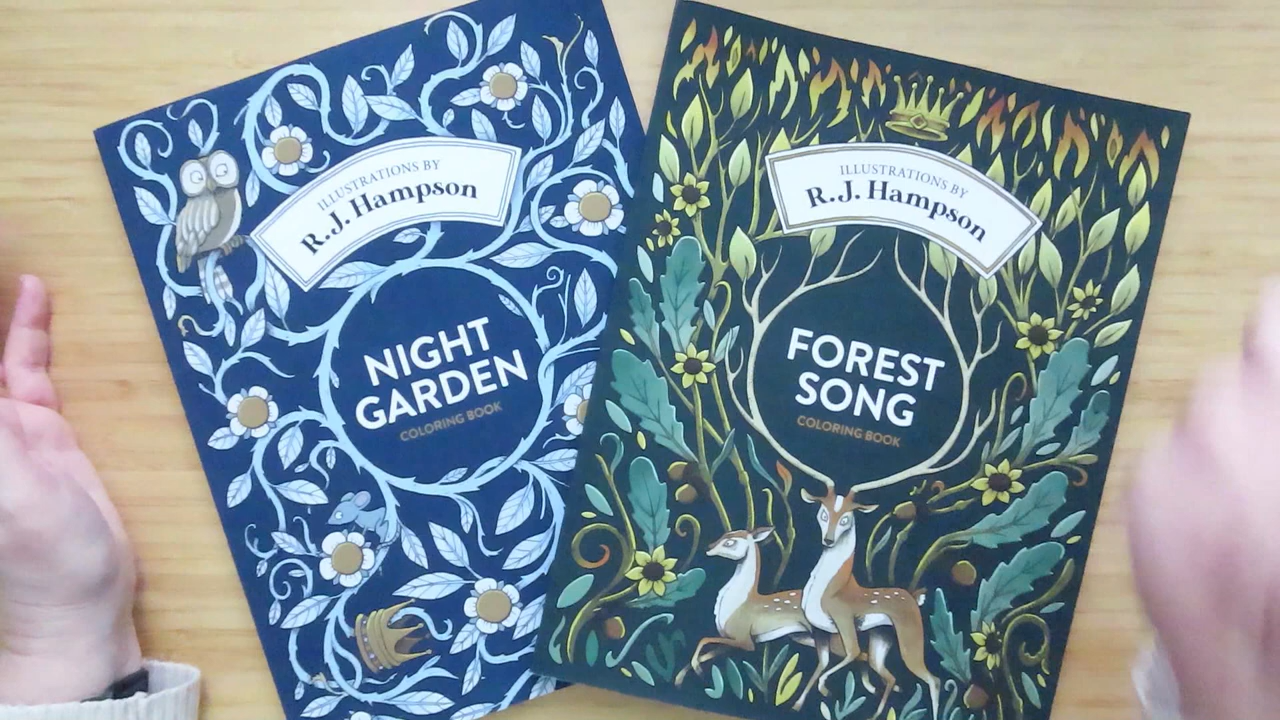 ILLUSTRATIONS BY
R.J. Hampson
NIGHT
GARDEN
COLORING BOOK
ILLUSTRATIONS BY
R.J. Hampson
FOREST
SONG
COLORING BOOK